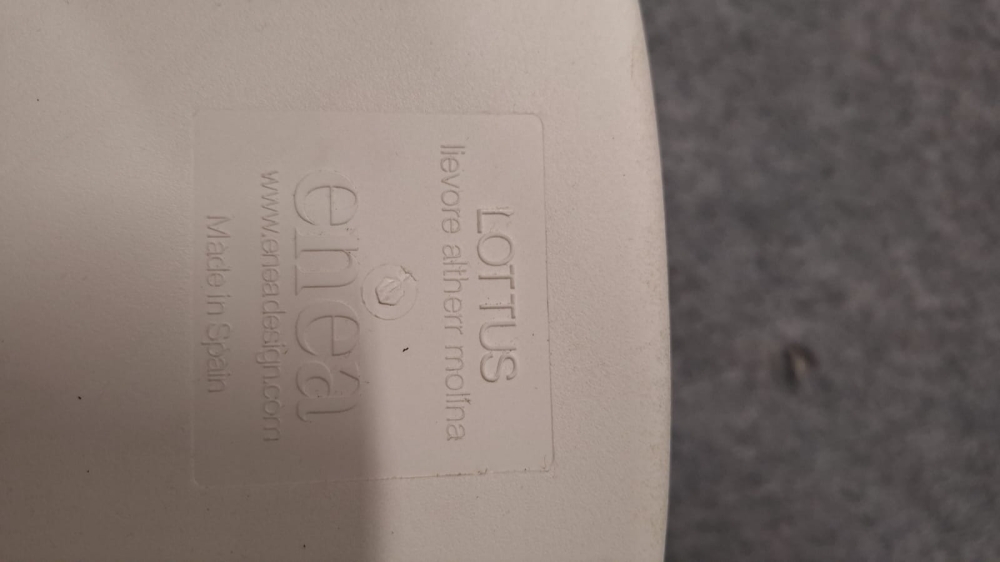 LOTTUS
lievore altherr molina
enea
www.eneadesign.com
Made in Spain